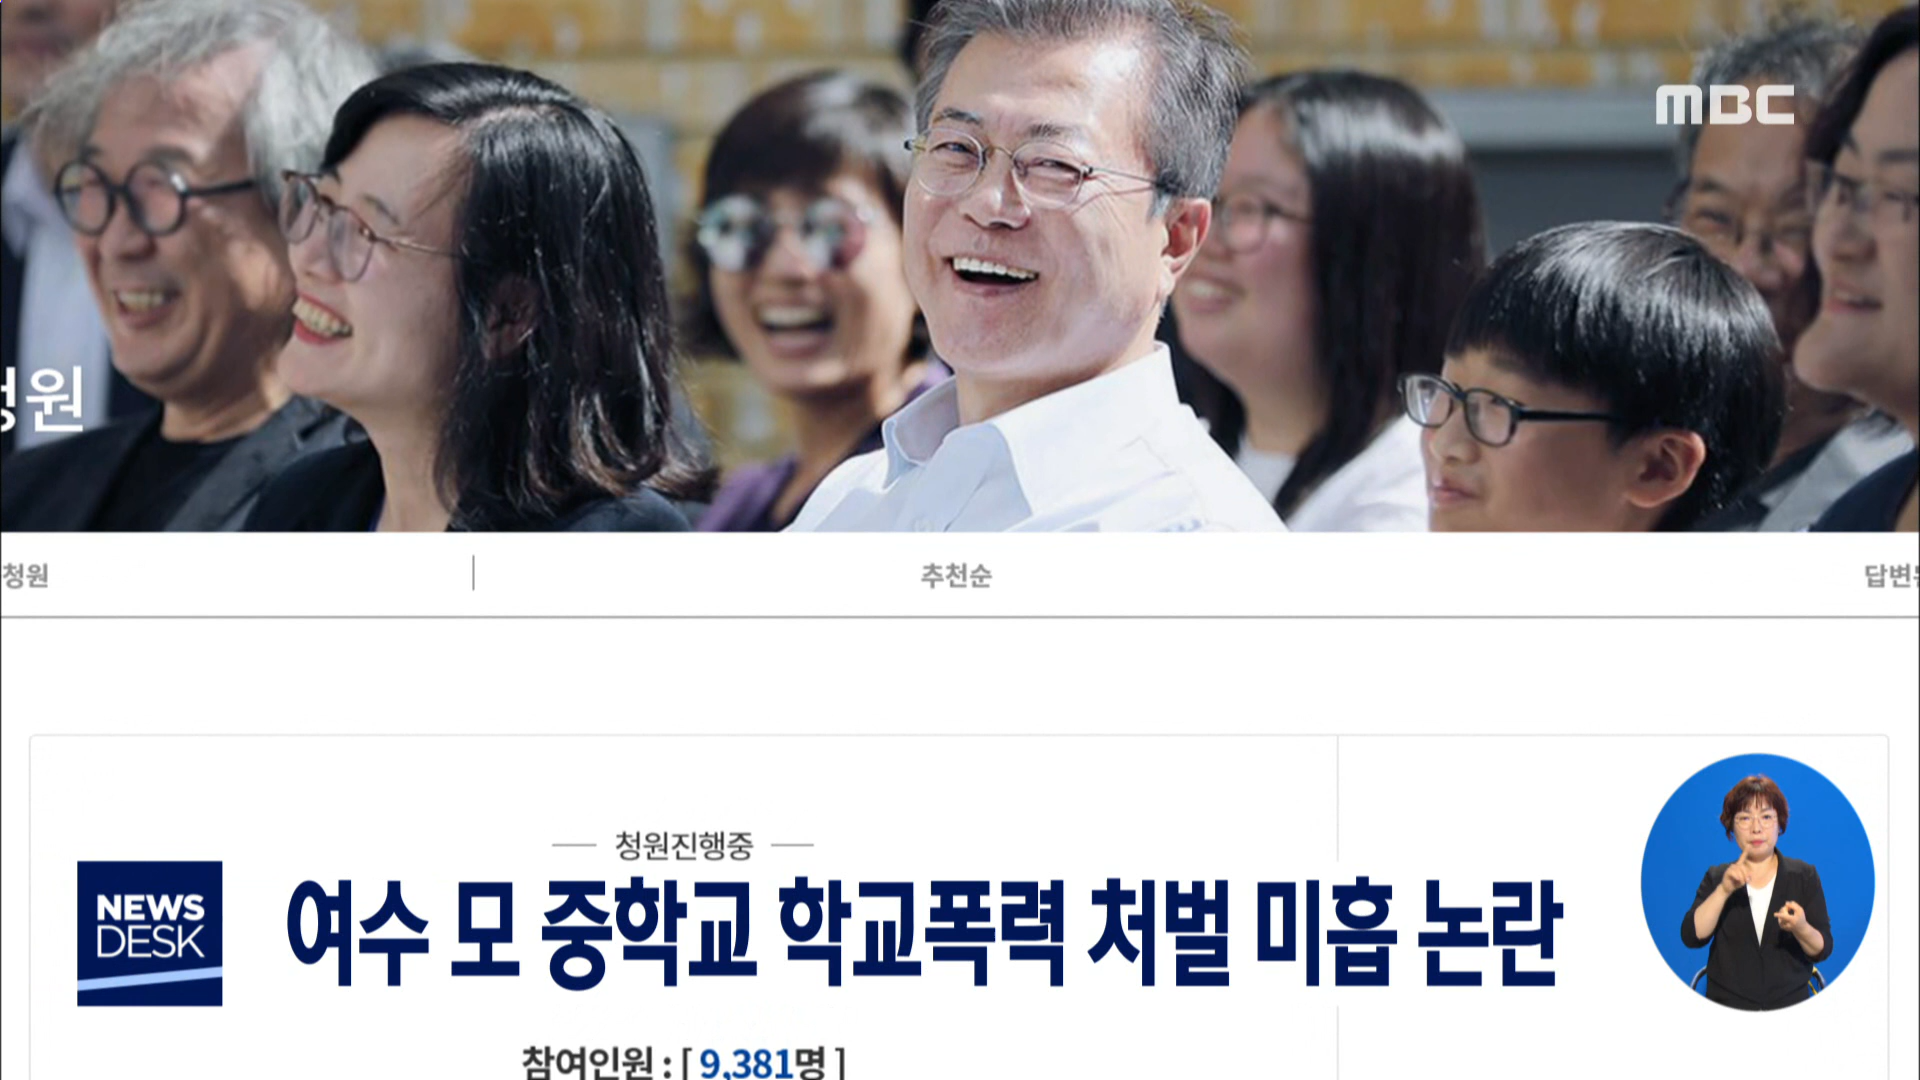 MBC
청원
청원
추천순
답변
청원진행중
NEWS
DESK
여수 모 중학교 학교폭력 처벌 미흡 논란
참여인원 : [ 9,381명 ]